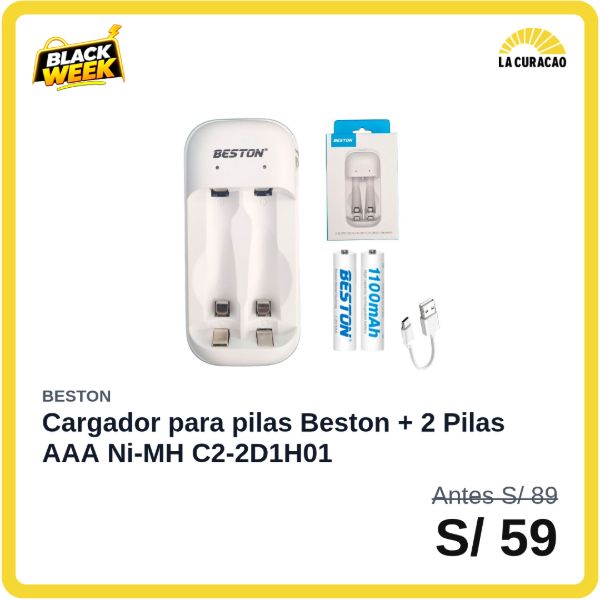 BLACK
WEEK
LA CURACAO
BESTON
BESTON
BESTON
1100mAh
BESTON
Cargador para pilas Beston + 2 Pilas
AAA Ni-MH C2-2D1H01
Antes S/ 89
S/ 59